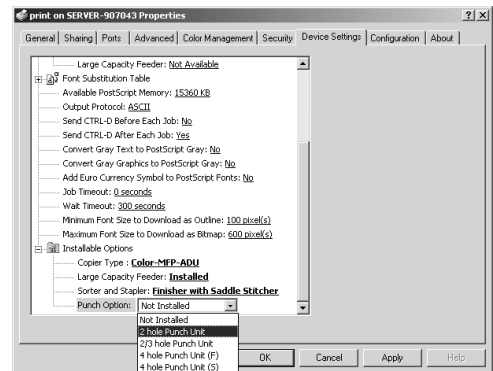 print on SERVER-907043 Properties
General Sharing Ports Advanced Color Management Security Device Settings Configuration About
Large Capacity Feeder: Not Available
Font Substitution Table
Available PostScript Memory: 15360 KB
Output Protocol: ASCII
Send CTRL-D Before Each Job: No
Send CTRL-D After Each Job: Yes
Convert Gray Text to PostScript Gray: No
Convert Gray Graphics to PostScript Gray: No
Add Euro Currency Symbol to PostScript Fonts: No
Job Timeout: 0 seconds
Wait Timeout: 300 seconds
Minimum Font Size to Download as Outline: 100 pixel(s)
Maximum Font Size to Download as Bitmap: 600 pixel(s)
Installable Options
Copier Type : Color-MFP-ADU
Large Capacity Feeder: Installed
Sorter and Stapler: Finisher with Saddle Stitcher
Punch Option: Not Installed
Not Installed
2 hole Punch Unit
2/3 hole Punch Unit
4 hole Punch Unit (F)
4 hole Punch Unit (S)
OK Cancel Apply Help